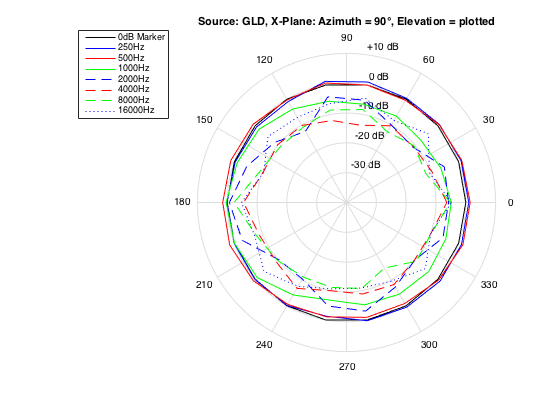 Source: GLD, X-Plane: Azimuth = 90°, Elevation = plotted
0dB Marker
250Hz
500Hz
1000Hz
2000Hz
4000Hz
8000Hz
16000Hz
90
+10 dB
120
60
0 dB
150
-10 dB
30
-20 dB
-30 dB
180
0
210
330
240
300
270